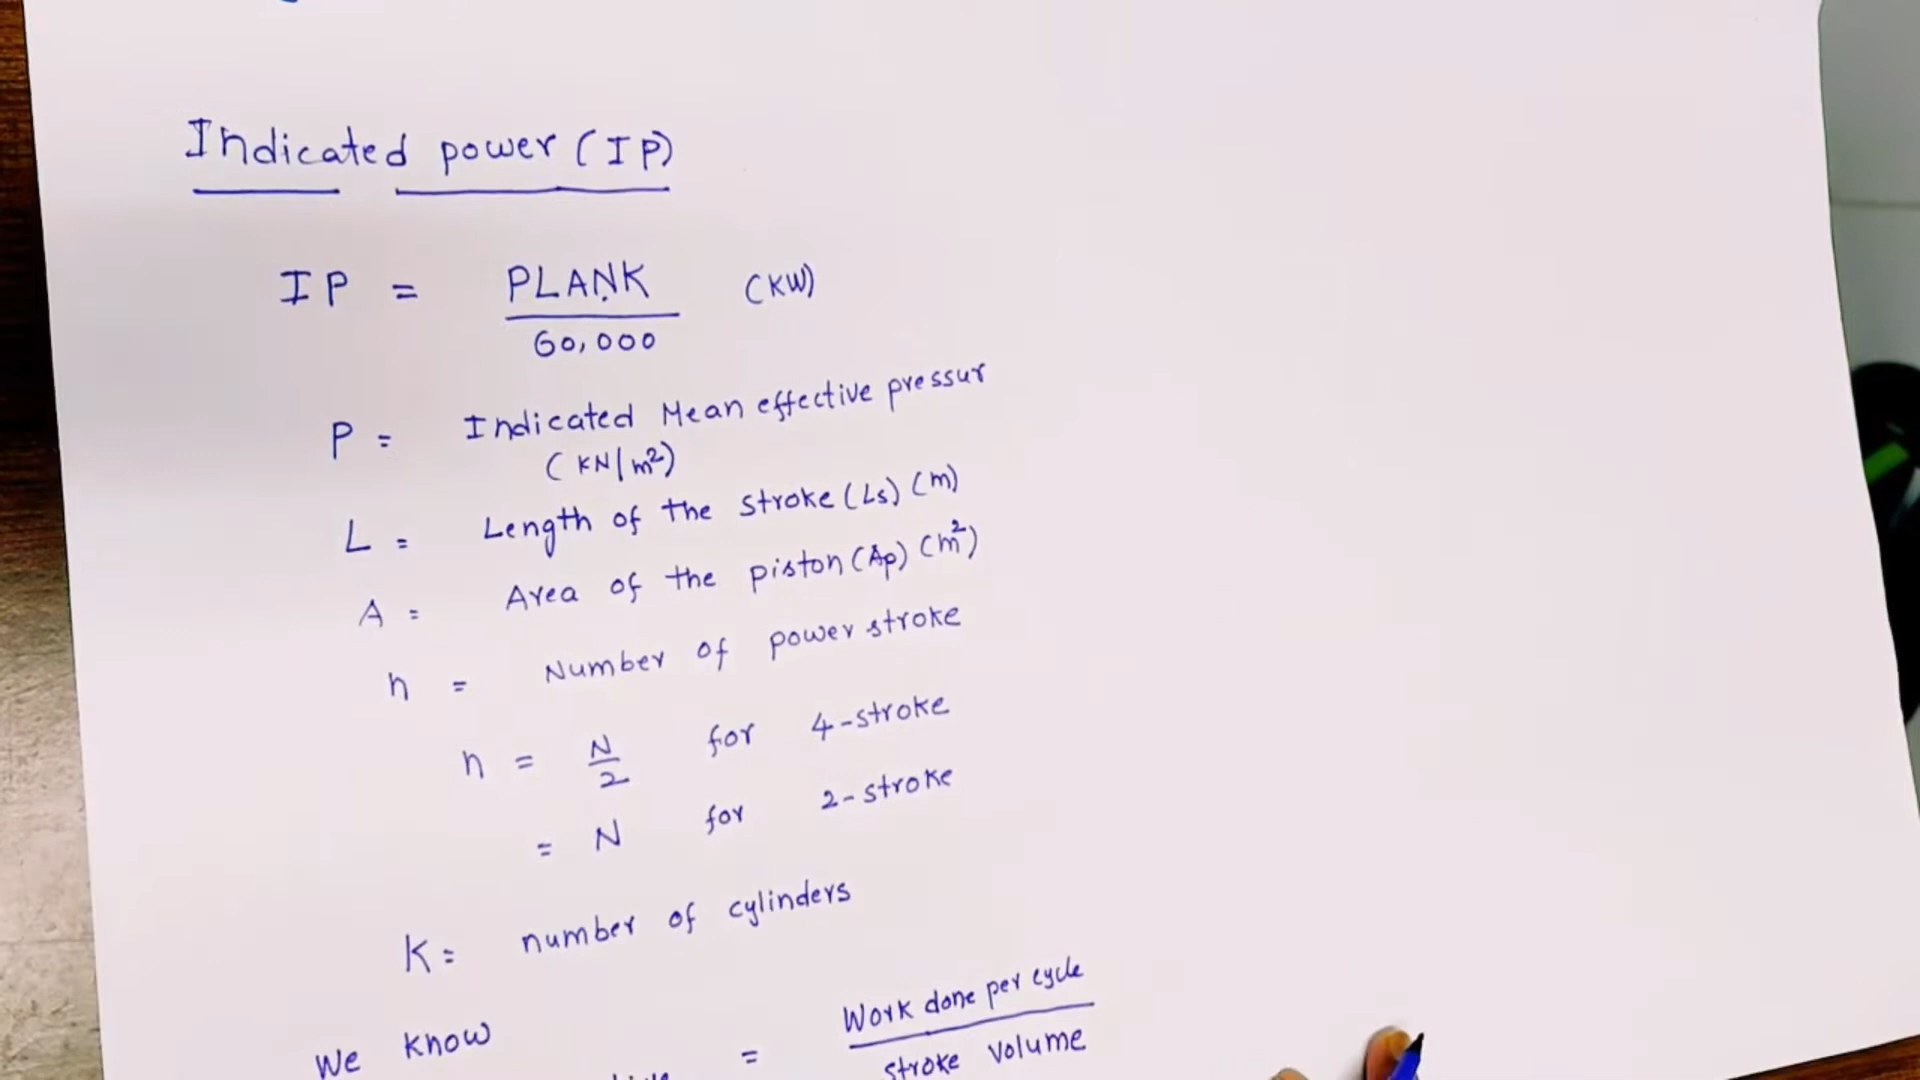 Indicated power (IP)
IP = PLANK / 60,000 (KW)
P = Indicated Mean effective pressur
(KN/m²)
L = Length of the stroke (Ls) (m)
A = Area of the piston (Ap) (m²)
n = Number of power stroke
n = N/2 for 4-stroke
= N for 2-stroke
K = number of cylinders
We know
= Work done per cycle / stroke volume